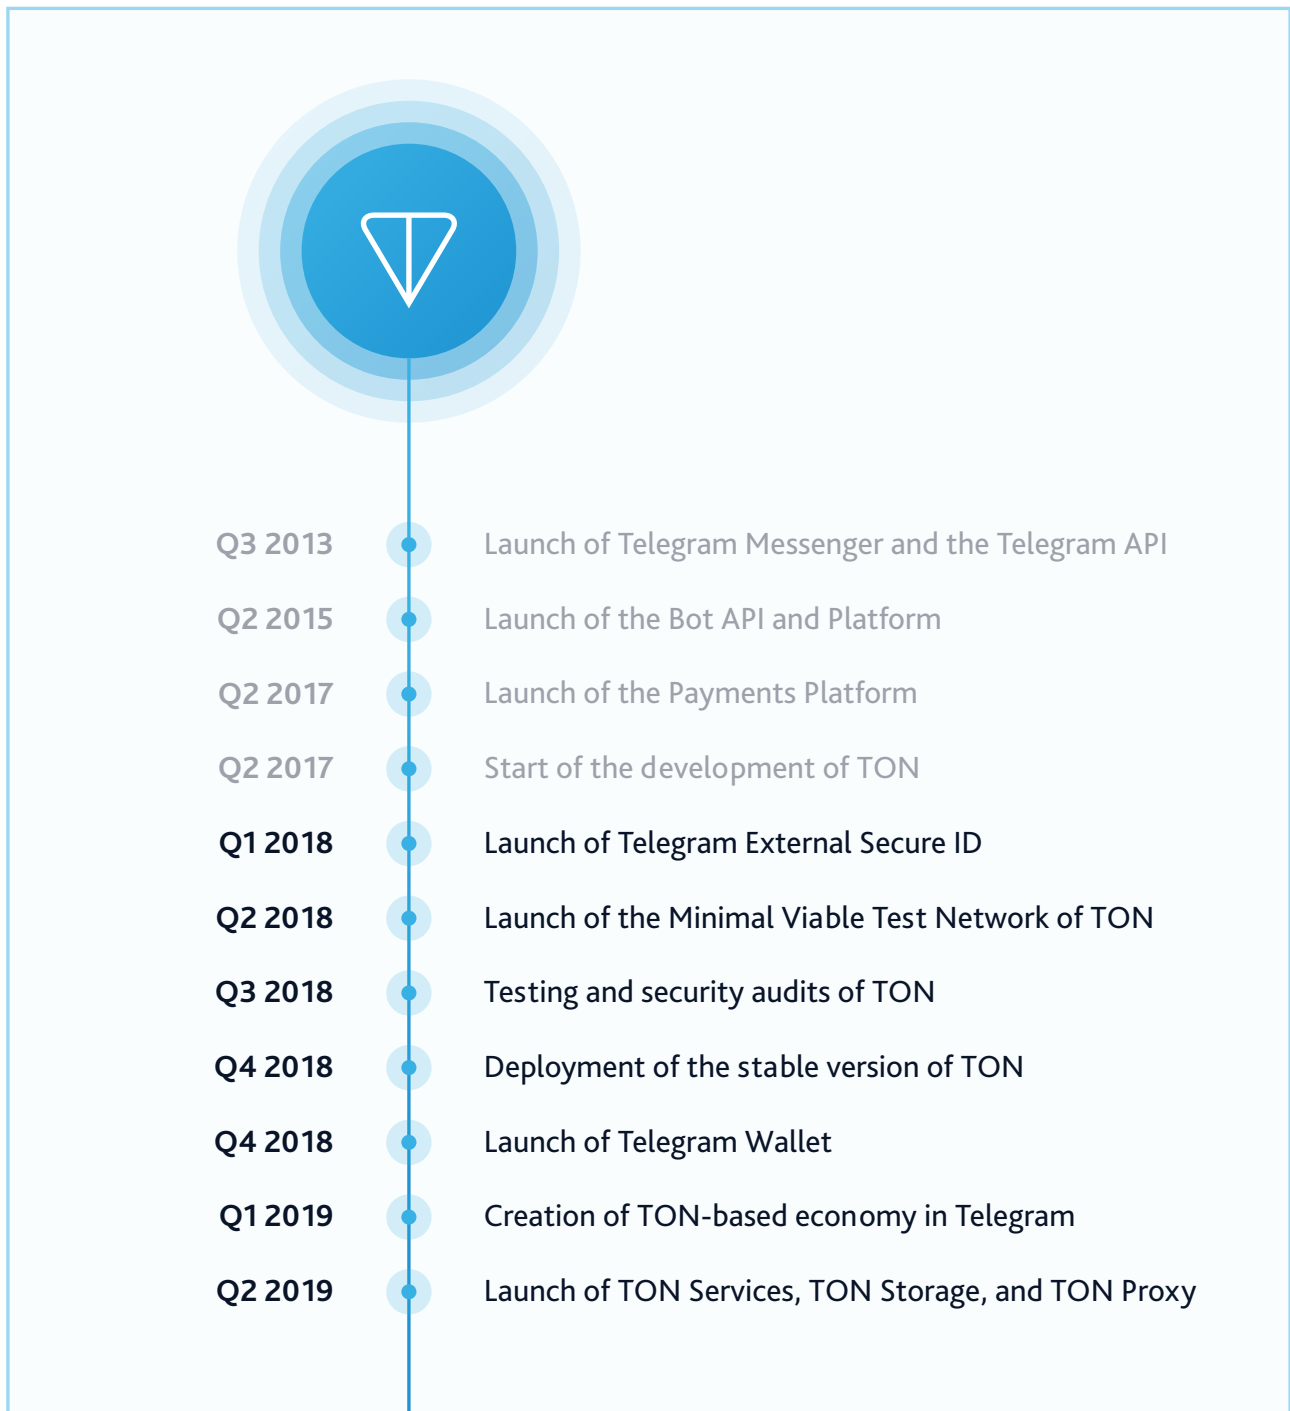 Q3 2013 Launch of Telegram Messenger and the Telegram API
Q2 2015 Launch of the Bot API and Platform
Q2 2017 Launch of the Payments Platform
Q2 2017 Start of the development of TON
Q1 2018 Launch of Telegram External Secure ID
Q2 2018 Launch of the Minimal Viable Test Network of TON
Q3 2018 Testing and security audits of TON
Q4 2018 Deployment of the stable version of TON
Q4 2018 Launch of Telegram Wallet
Q1 2019 Creation of TON-based economy in Telegram
Q2 2019 Launch of TON Services, TON Storage, and TON Proxy